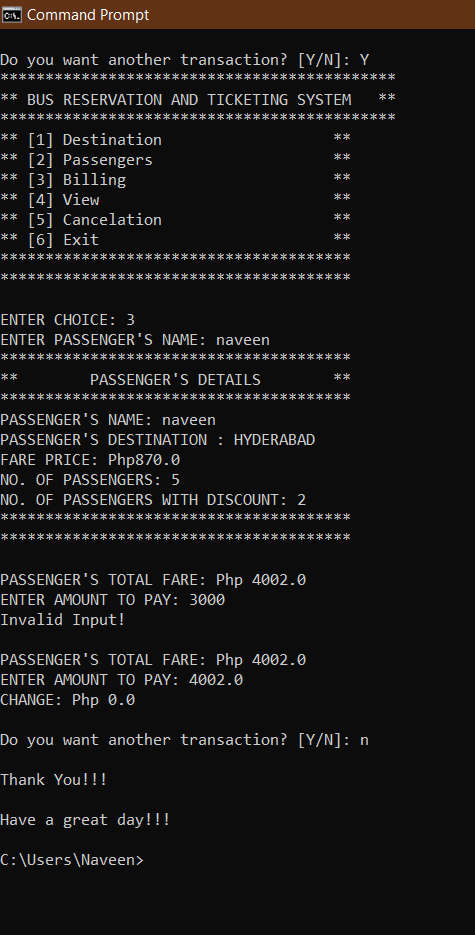 Command Prompt
Do you want another transaction? [Y/N]: Y
********************************************
** BUS RESERVATION AND TICKETING SYSTEM   **
********************************************
** [1] Destination                   **
** [2] Passengers                    **
** [3] Billing                       **
** [4] View                          **
** [5] Cancelation                   **
** [6] Exit                          **
***************************************
***************************************
ENTER CHOICE: 3
ENTER PASSENGER'S NAME: naveen
***************************************
**        PASSENGER'S DETAILS        **
***************************************
PASSENGER'S NAME: naveen
PASSENGER'S DESTINATION : HYDERABAD
FARE PRICE: Php870.0
NO. OF PASSENGERS: 5
NO. OF PASSENGERS WITH DISCOUNT: 2
***************************************
***************************************
PASSENGER'S TOTAL FARE: Php 4002.0
ENTER AMOUNT TO PAY: 3000
Invalid Input!
PASSENGER'S TOTAL FARE: Php 4002.0
ENTER AMOUNT TO PAY: 4002.0
CHANGE: Php 0.0
Do you want another transaction? [Y/N]: n
Thank You!!!
Have a great day!!!
C:\Users\Naveen>